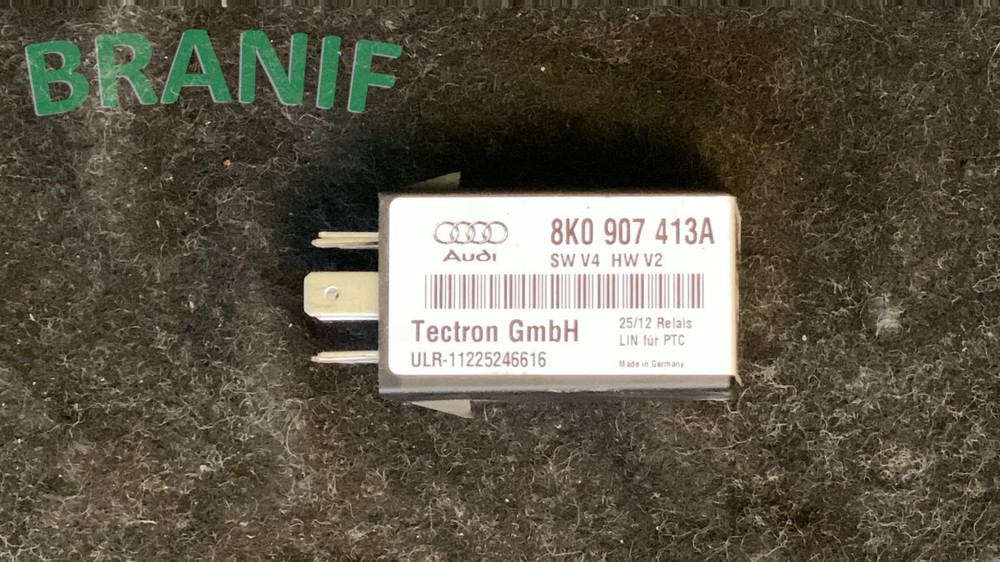 BRANIF
Audi
8K0 907 413A
SW V4 HW V2
Tectron GmbH
ULR-11225246616
25/12 Relais
LIN für PTC
Made in Germany